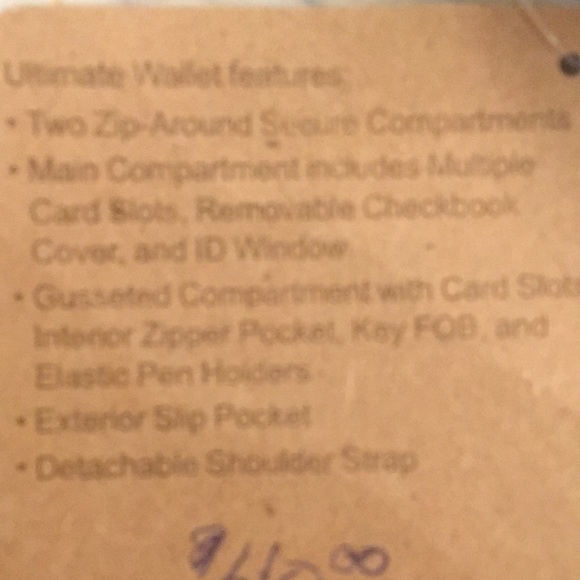 Ultimate Wallet features:
• Two Zip-Around Secure Compartments
• Main Compartment includes Multiple
Card Slots, Removable Checkbook
Cover, and ID Window
• Gusseted Compartment with Card Slots
Interior Zipper Pocket, Key FOB, and
Elastic Pen Holders
• Exterior Slip Pocket
• Detachable Shoulder Strap